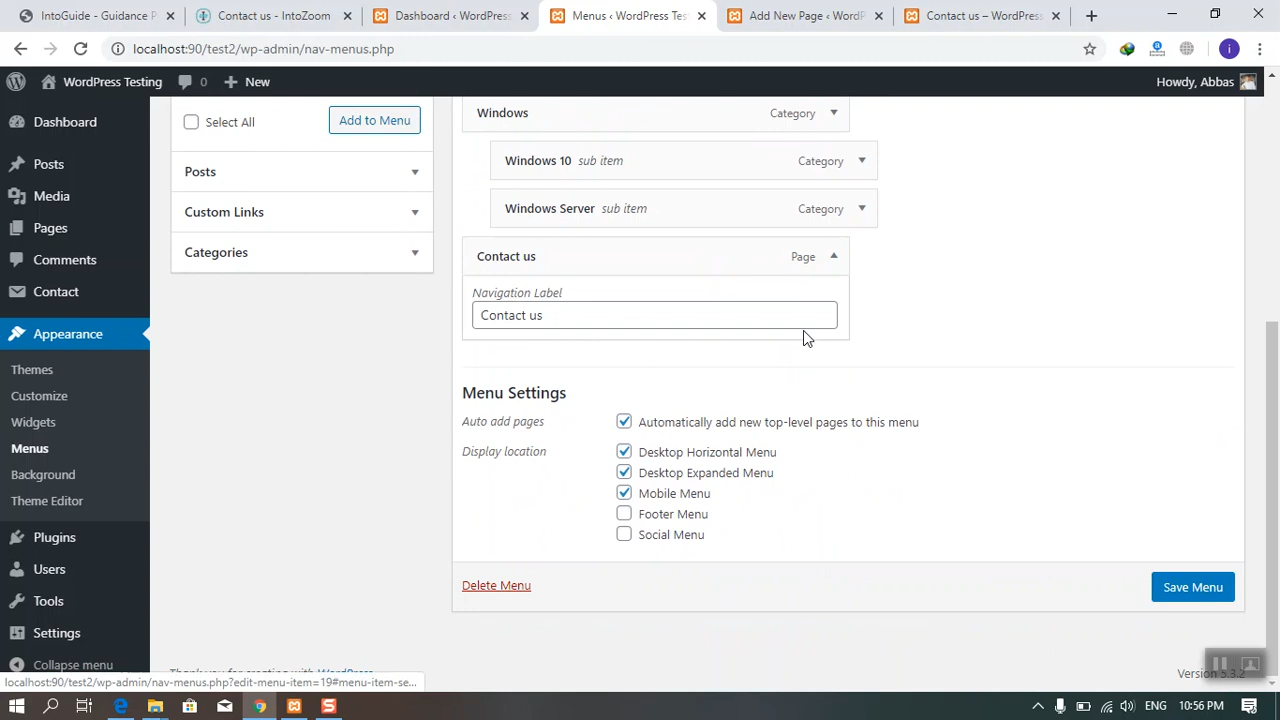 IntoGuide - Guidance P
Contact us - IntoZoom
Dashboard ‹ WordPress
Menus ‹ WordPress Tes
Add New Page ‹ WordP
Contact us – WordPress
localhost:90/test2/wp-admin/nav-menus.php
i
WordPress Testing
0
New
Howdy, Abbas
Dashboard
Posts
Media
Pages
Comments
Contact
Appearance
Themes
Customize
Widgets
Menus
Background
Theme Editor
Plugins
Users
Tools
Settings
Collapse menu
Select All
Add to Menu
Posts
Custom Links
Categories
Windows Category
Windows 10 sub item Category
Windows Server sub item Category
Contact us Page
Navigation Label
Contact us
Menu Settings
Auto add pages
Automatically add new top-level pages to this menu
Display location
Desktop Horizontal Menu
Desktop Expanded Menu
Mobile Menu
Footer Menu
Social Menu
Delete Menu
Save Menu
Thank you for creating with WordPress
Version 5.3.2
localhost:90/test2/wp-admin/nav-menus.php?edit-menu-item=19#menu-item-se...
ENG
10:56 PM